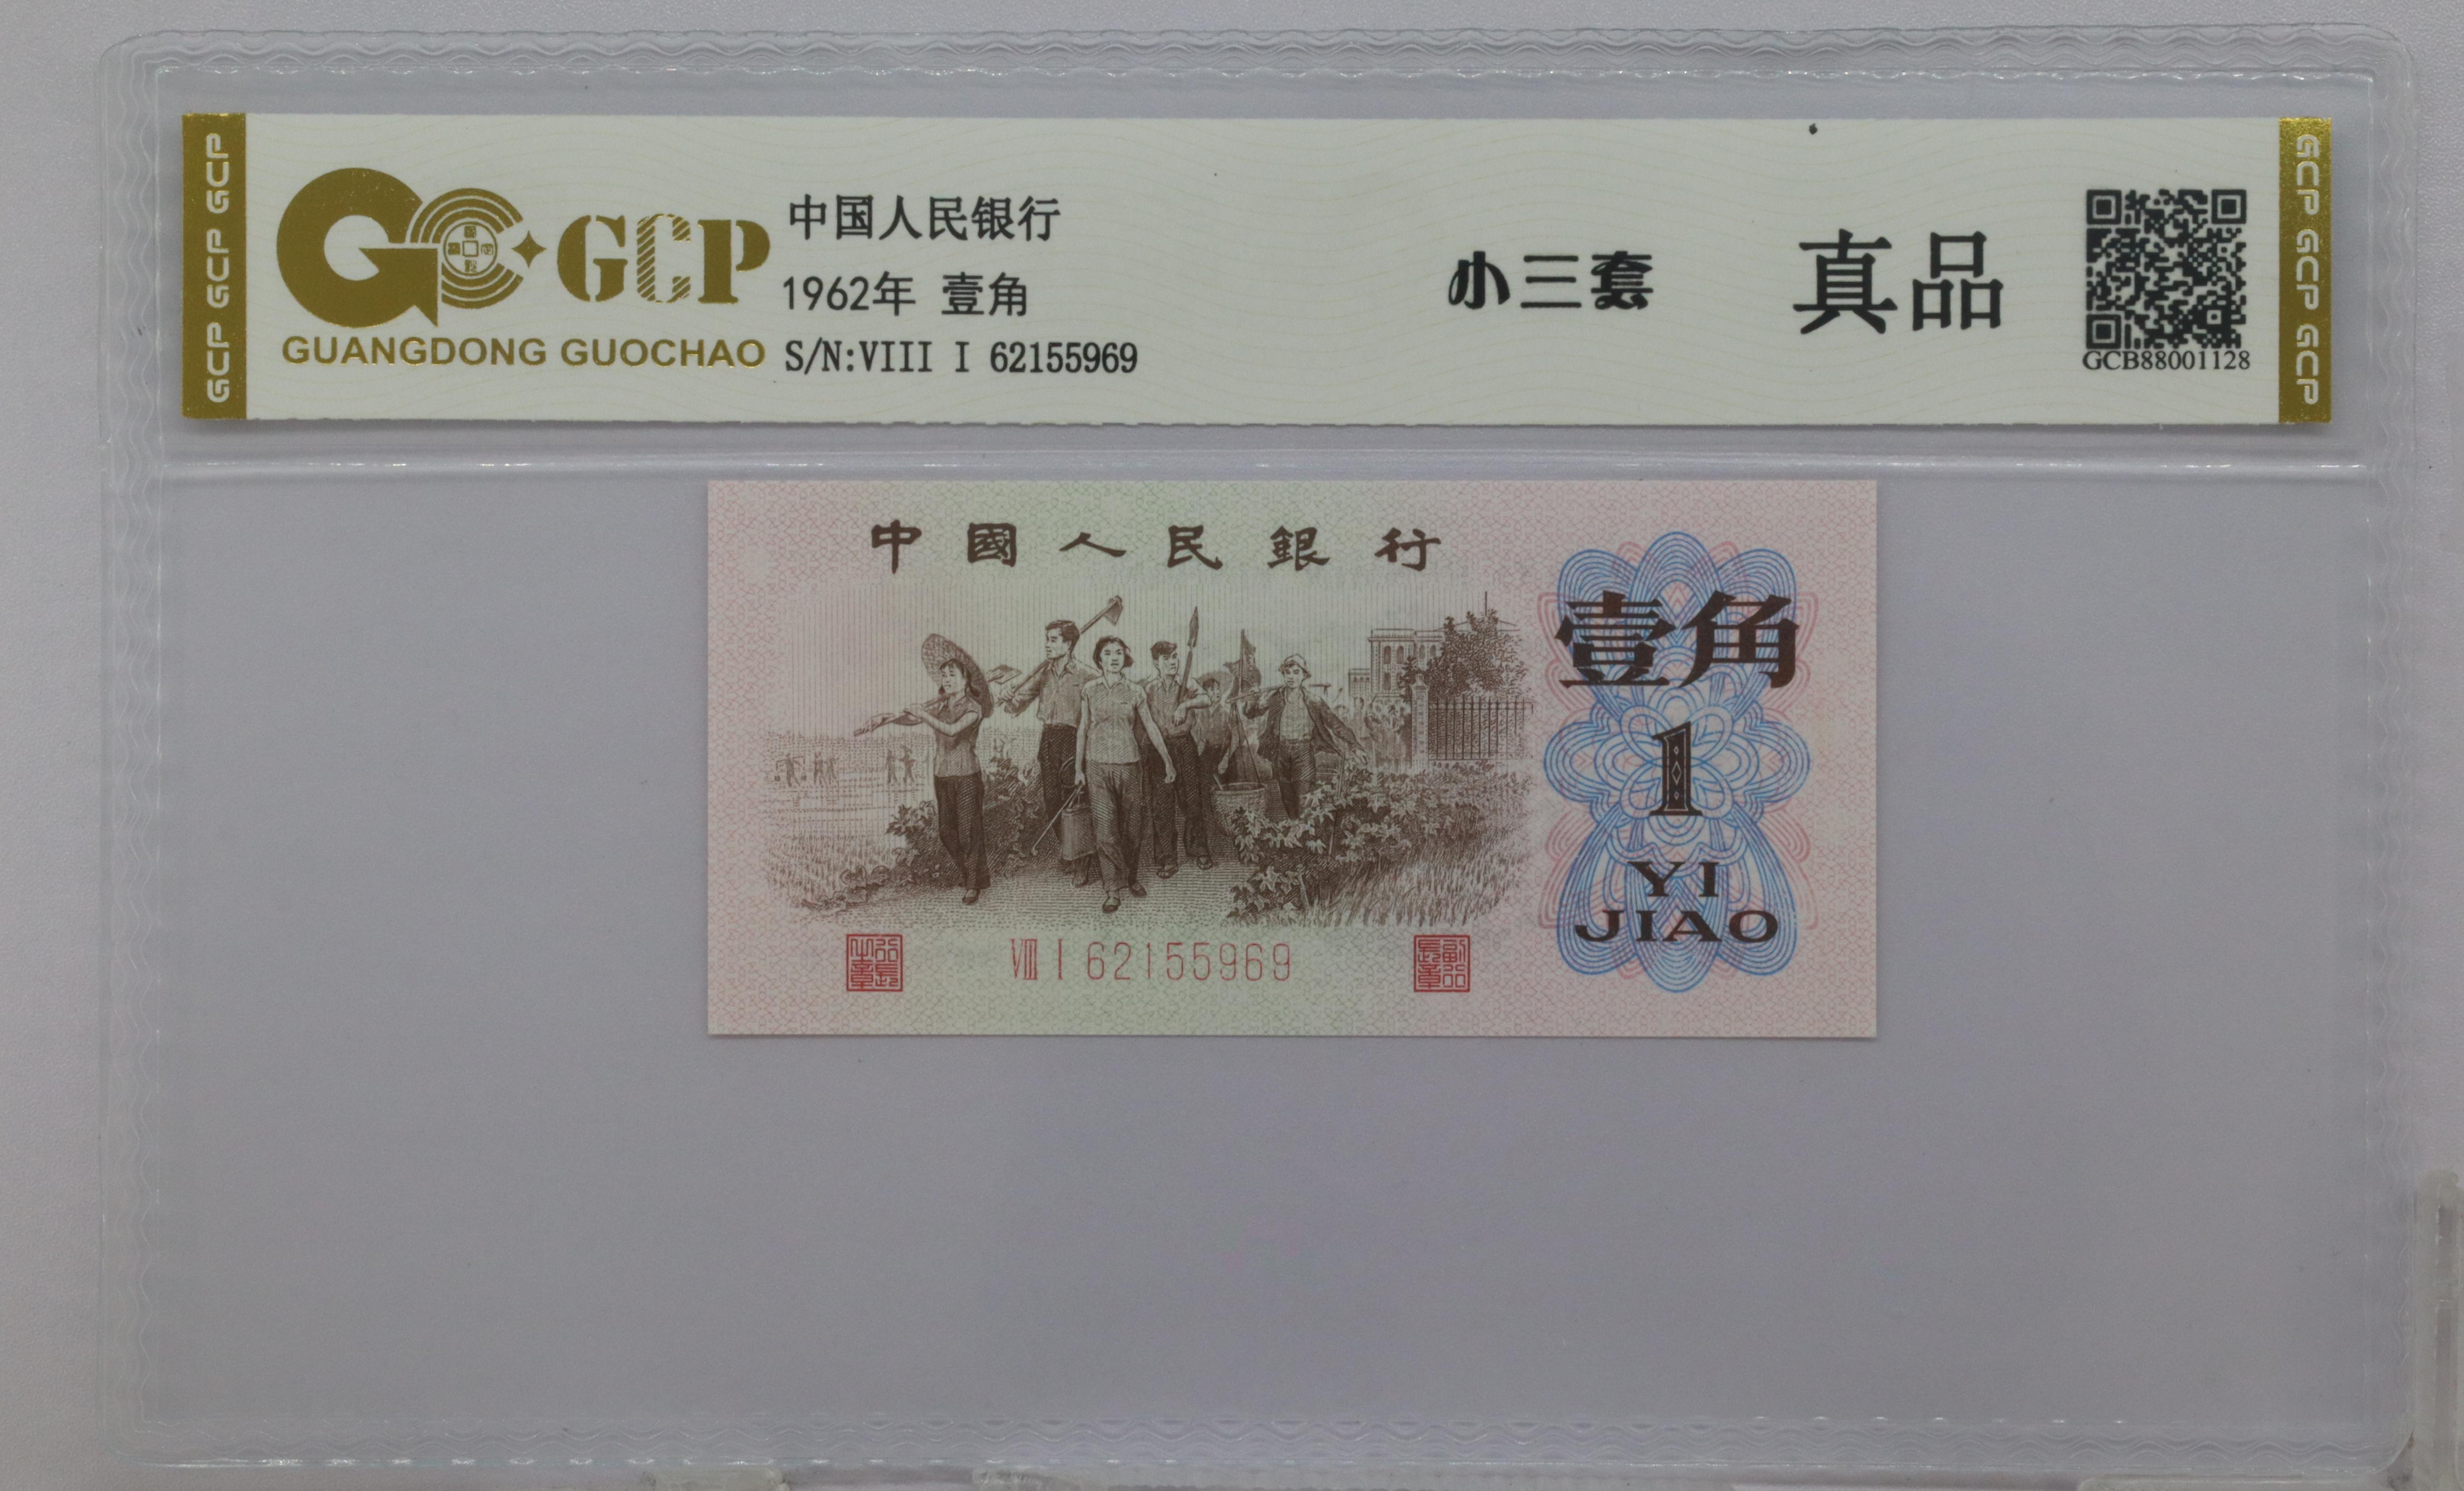 GCP GCP GCP
GCP
GUANGDONG GUOCHAO
中国人民银行
1962年 壹角
S/N:VIII I 62155969
小三套
真品
GCB88001128
GCP GCP GCP
中國人民銀行
壹角
1
YI
JIAO
VIII I 62155969